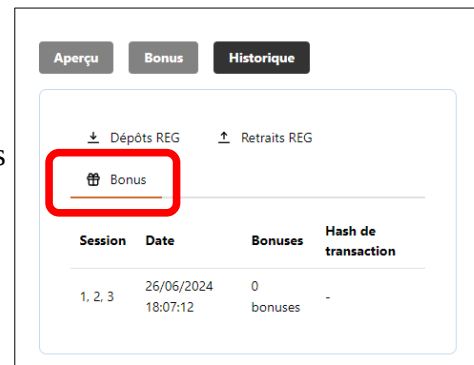 Aperçu Bonus Historique
Dépôts REG Retraits REG
s
Bonus
Session Date Bonuses Hash de transaction
1, 2, 3 26/06/2024 18:07:12 0 bonuses -